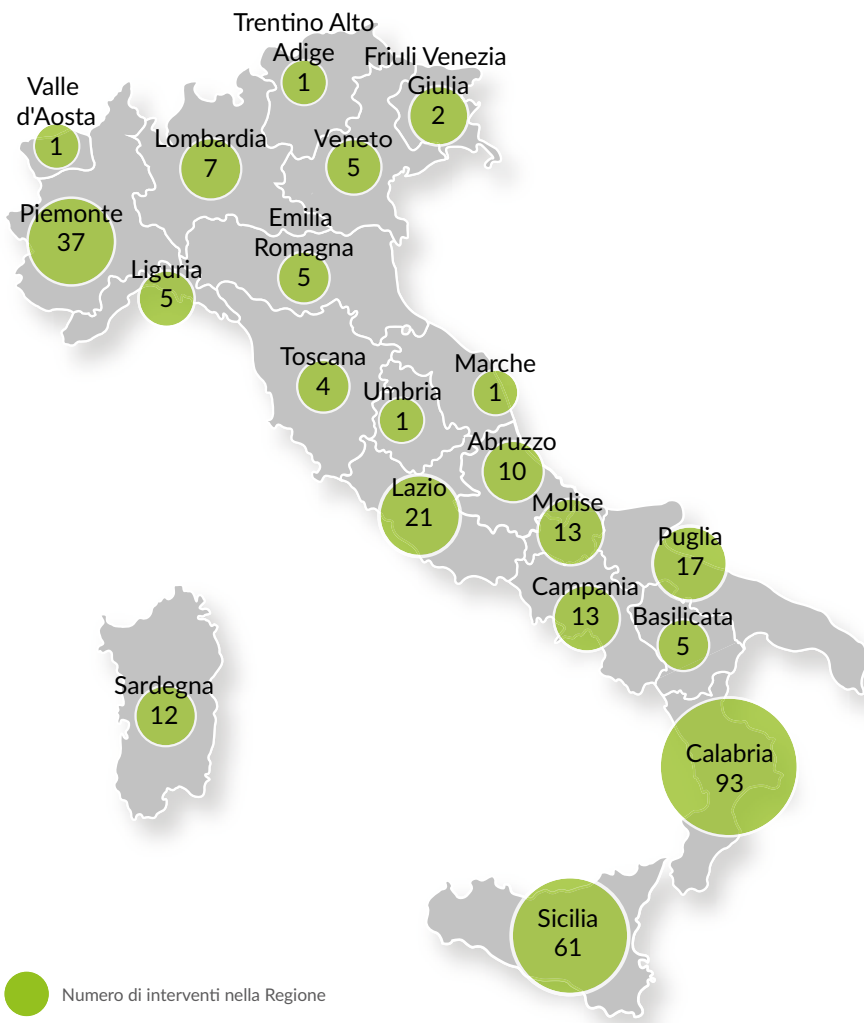 Trentino Alto
Adige
1
Friuli Venezia
Giulia
2
Valle
d'Aosta
1
Lombardia
7
Veneto
5
Piemonte
37
Emilia
Romagna
5
Liguria
5
Toscana
4
Marche
1
Umbria
1
Abruzzo
10
Lazio
21
Molise
13
Puglia
17
Campania
13
Basilicata
5
Sardegna
12
Calabria
93
Sicilia
61
Numero di interventi nella Regione